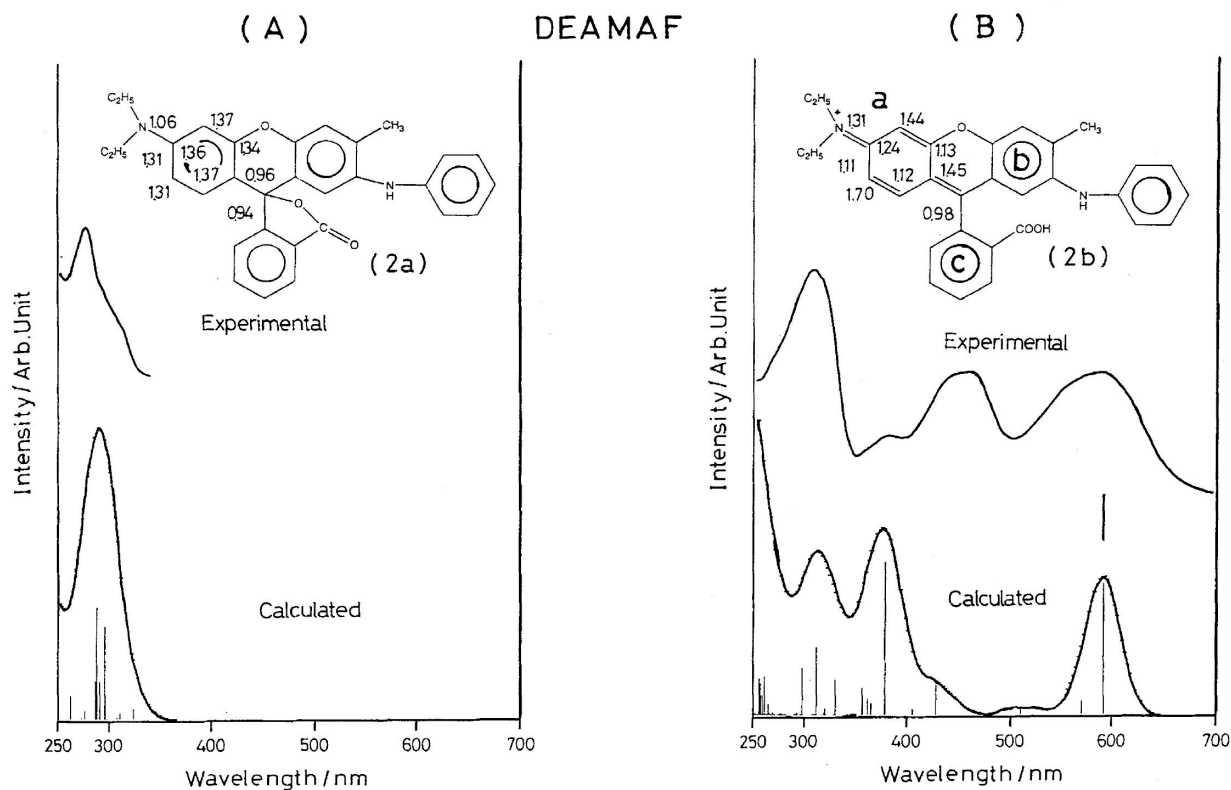 (A) DEAMAF (B)
C₂H₅
N
C₂H₅
1.06
1.37
O
CH₃
1.31
1.36
1.34
1.37
0.96
1.31
N
H
0.94
O
C
O
(2a)
Experimental
Calculated
Intensity / Arb. Unit
250 300 400 500 600 700
Wavelength / nm
C₂H₅
a
N
+
C₂H₅
1.31
1.44
O
CH₃
1.24
1.13
b
1.11
1.12
1.45
1.70
N
H
0.98
COOH
c
(2b)
Experimental
Calculated
Intensity / Arb. Unit
250 300 400 500 600 700
Wavelength / nm